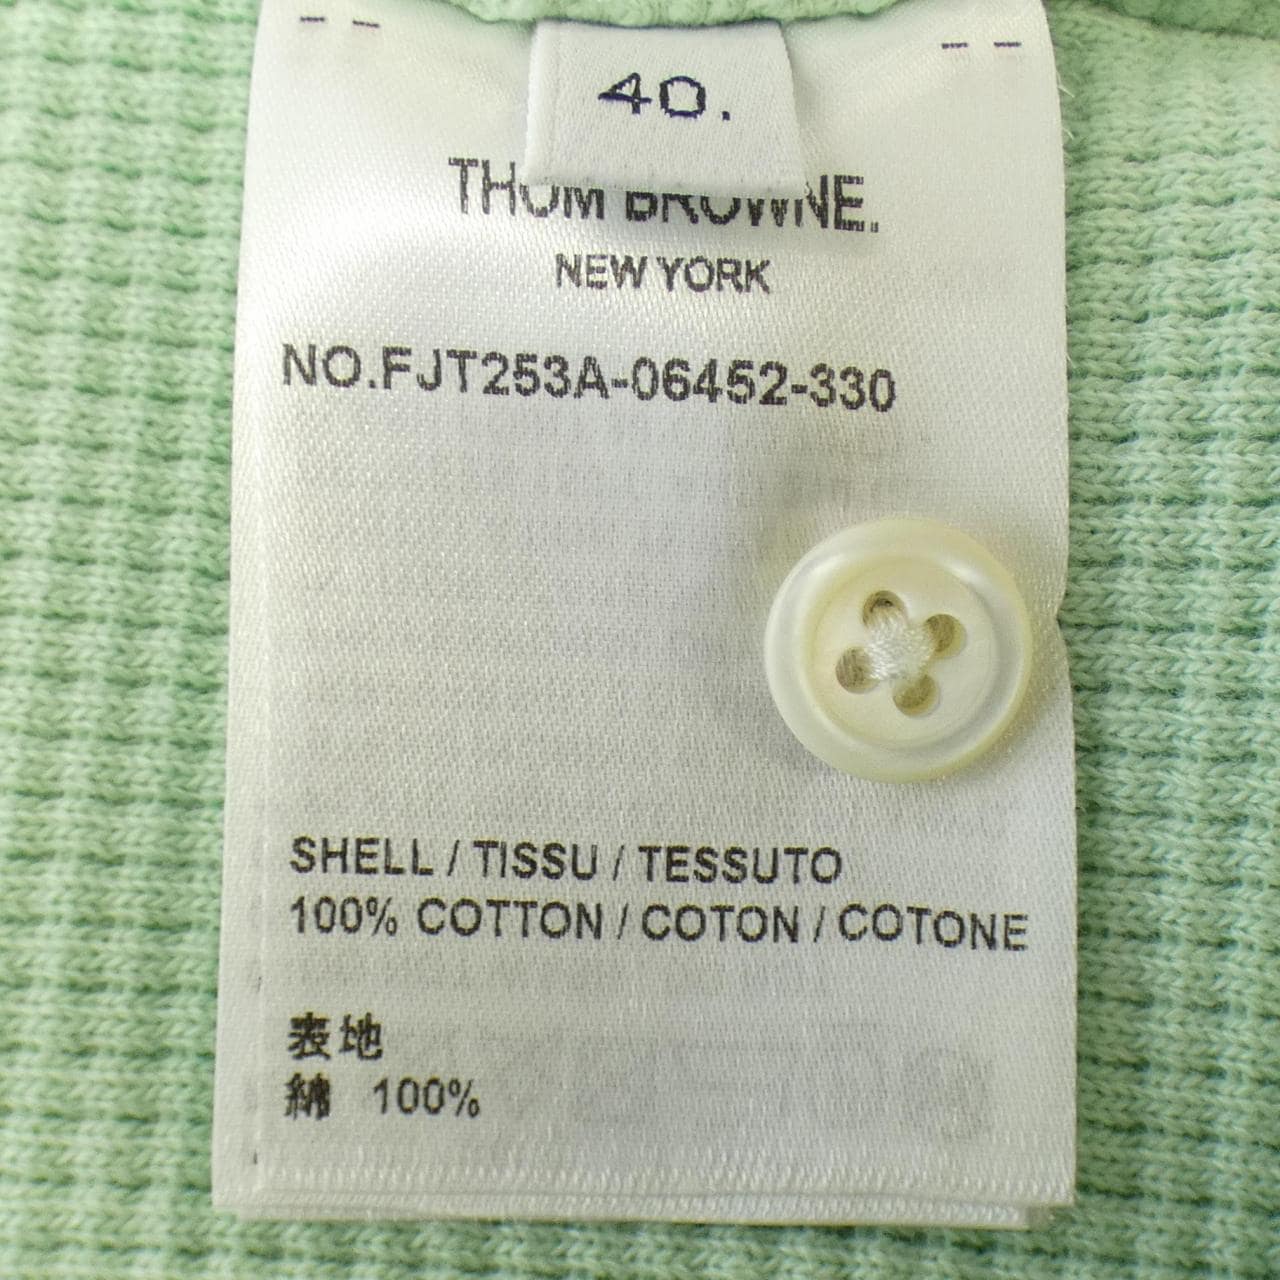 40.
THOM BROWNE.
NEW YORK
NO.FJT253A-06452-330
SHELL / TISSU / TESSUTO
100% COTTON / COTON / COTONE
表地
綿 100%